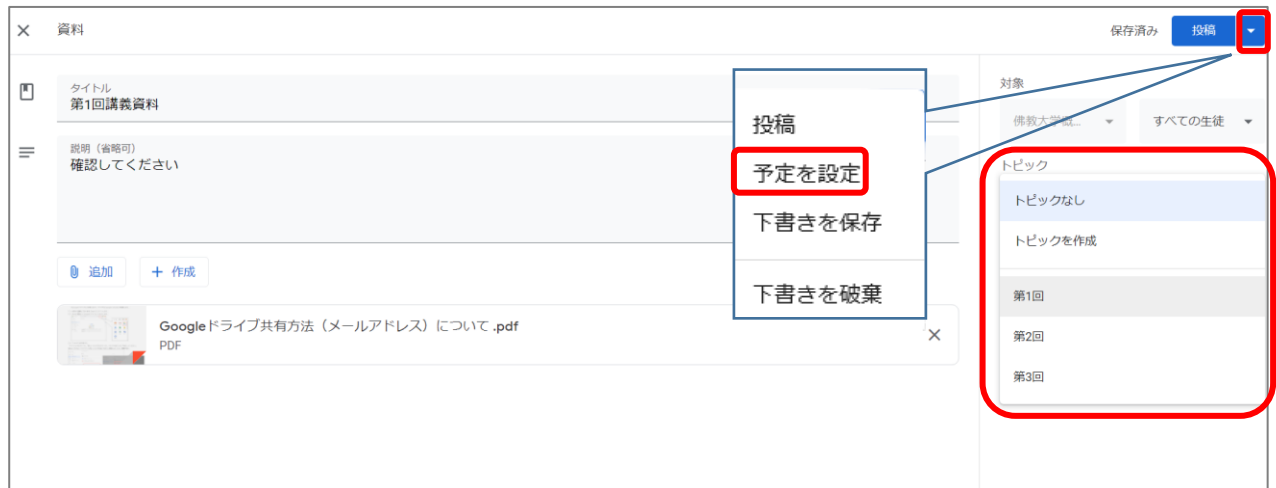 資料
保存済み
投稿
タイトル
第1回講義資料
説明（省略可）
確認してください
追加
作成
Googleドライブ共有方法（メールアドレス）について.pdf
PDF
投稿
予定を設定
下書きを保存
下書きを破棄
対象
佛教大学
すべての生徒
トピック
トピックなし
トピックを作成
第1回
第2回
第3回